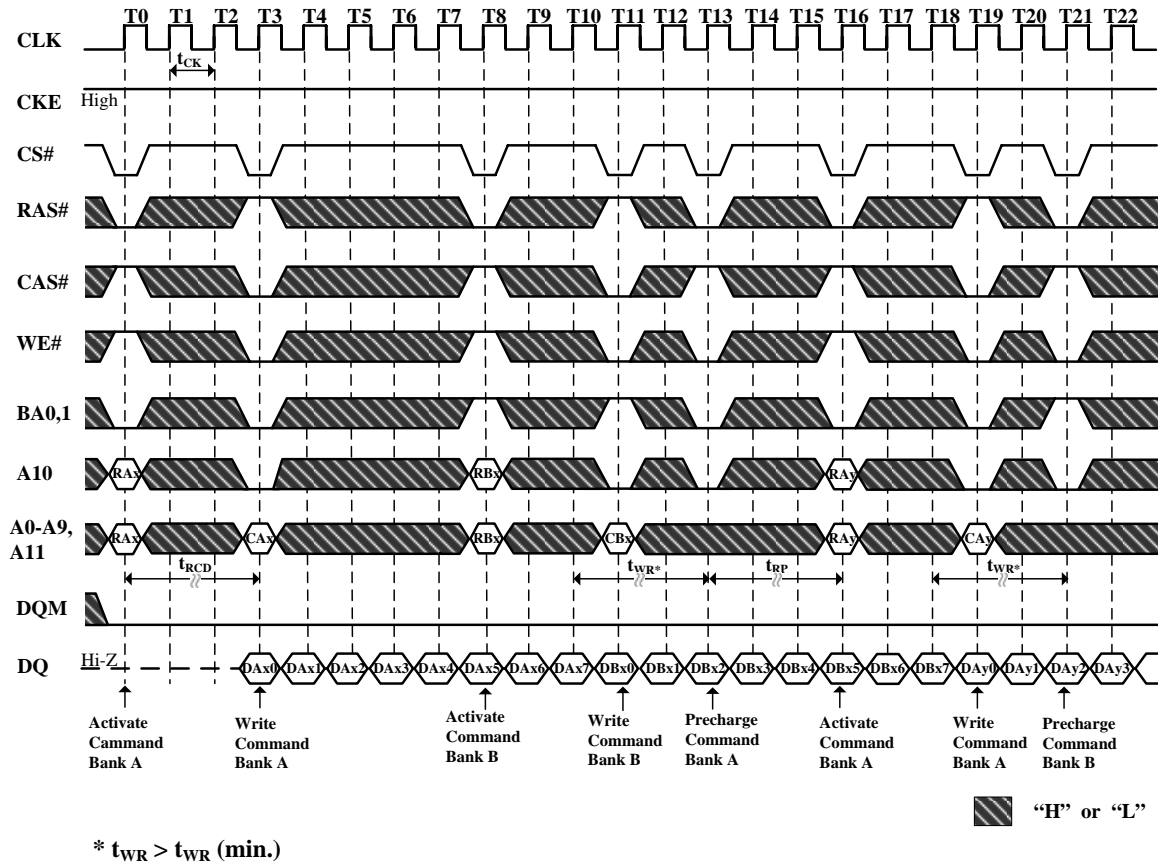 T0 T1 T2 T3 T4 T5 T6 T7 T8 T9 T10 T11 T12 T13 T14 T15 T16 T17 T18 T19 T20 T21 T22
CLK
tCK
CKE High
CS#
RAS#
CAS#
WE#
BA0,1
A10 RAx RBx RAy
A0-A9,
A11 RAx CAx RBx CBx RAy CAy
tRCD tWR* tRP tWR*
DQM
DQ Hi-Z DAx0 DAx1 DAx2 DAx3 DAx4 DAx5 DAx6 DAx7 DBx0 DBx1 DBx2 DBx3 DBx4 DBx5 DBx6 DBx7 DAy0 DAy1 DAy2 DAy3
Activate
Cammand
Bank A
Write
Command
Bank A
Activate
Command
Bank B
Write
Command
Bank B
Precharge
Command
Bank A
Activate
Command
Bank A
Write
Command
Bank A
Precharge
Command
Bank B
“H” or “L”
* tWR > tWR (min.)